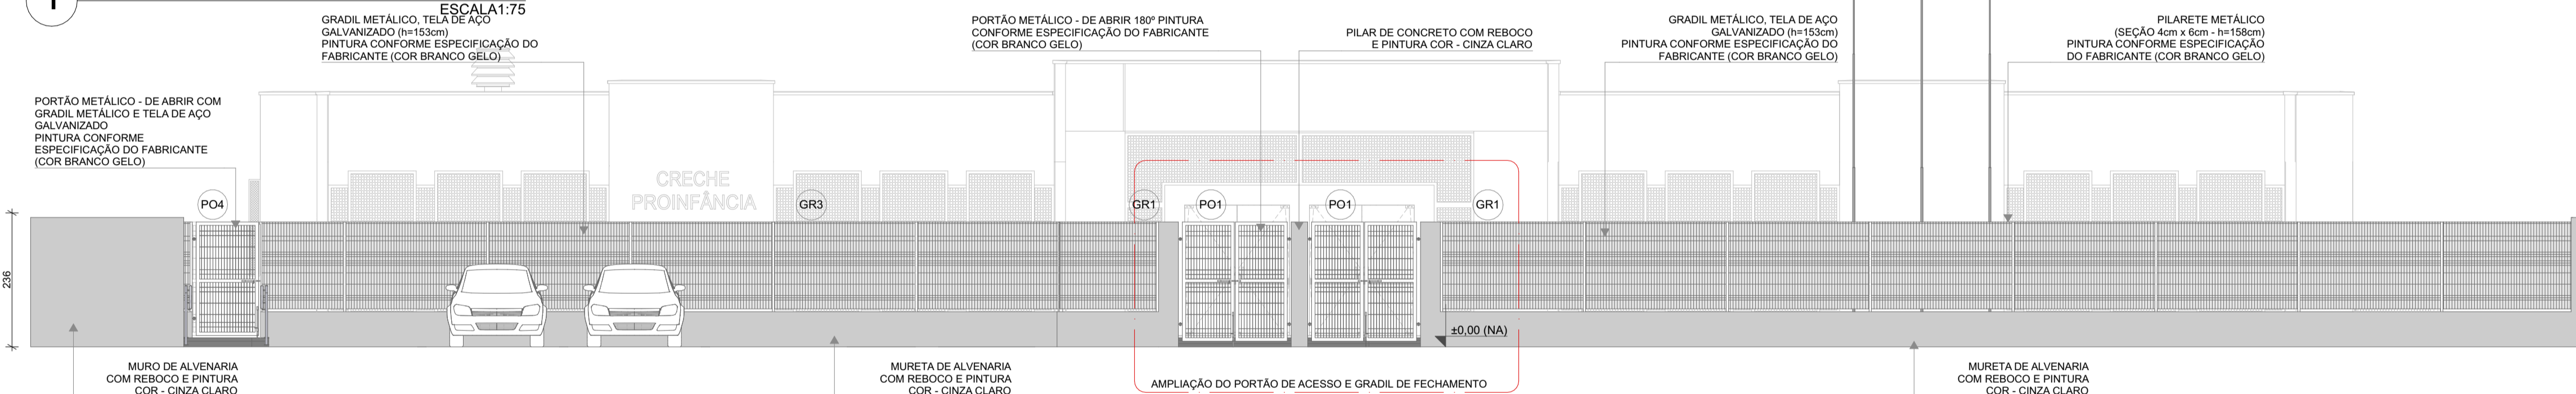 1
ESCALA1:75
GRADIL METÁLICO, TELA DE AÇO
GALVANIZADO (h=153cm)
PINTURA CONFORME ESPECIFICAÇÃO DO
FABRICANTE (COR BRANCO GELO)
PORTÃO METÁLICO - DE ABRIR 180º PINTURA
CONFORME ESPECIFICAÇÃO DO FABRICANTE
(COR BRANCO GELO)
PILAR DE CONCRETO COM REBOCO
E PINTURA COR - CINZA CLARO
GRADIL METÁLICO, TELA DE AÇO
GALVANIZADO (h=153cm)
PINTURA CONFORME ESPECIFICAÇÃO DO
FABRICANTE (COR BRANCO GELO)
PILARETE METÁLICO
(SEÇÃO 4cm x 6cm - h=158cm)
PINTURA CONFORME ESPECIFICAÇÃO
DO FABRICANTE (COR BRANCO GELO)
PORTÃO METÁLICO - DE ABRIR COM
GRADIL METÁLICO E TELA DE AÇO
GALVANIZADO
PINTURA CONFORME
ESPECIFICAÇÃO DO FABRICANTE
(COR BRANCO GELO)
CRECHE
PROINFÂNCIA
PO4
GR3
GR1
PO1
PO1
GR1
236
±0,00 (NA)
MURO DE ALVENARIA
COM REBOCO E PINTURA
COR - CINZA CLARO
MURETA DE ALVENARIA
COM REBOCO E PINTURA
COR - CINZA CLARO
AMPLIAÇÃO DO PORTÃO DE ACESSO E GRADIL DE FECHAMENTO
MURETA DE ALVENARIA
COM REBOCO E PINTURA
COR - CINZA CLARO